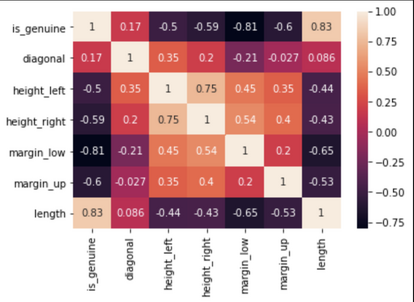 is_genuine 1 0.17 -0.5 -0.59 -0.81 -0.6 0.83
diagonal 0.17 1 0.35 0.2 -0.21 -0.027 0.086
height_left -0.5 0.35 1 0.75 0.45 0.35 -0.44
height_right -0.59 0.2 0.75 1 0.54 0.4 -0.43
margin_low -0.81 -0.21 0.45 0.54 1 0.2 -0.65
margin_up -0.6 -0.027 0.35 0.4 0.2 1 -0.53
length 0.83 0.086 -0.44 -0.43 -0.65 -0.53 1
is_genuine
diagonal
height_left
height_right
margin_low
margin_up
length
1.00
0.75
0.50
0.25
0.00
-0.25
-0.50
-0.75